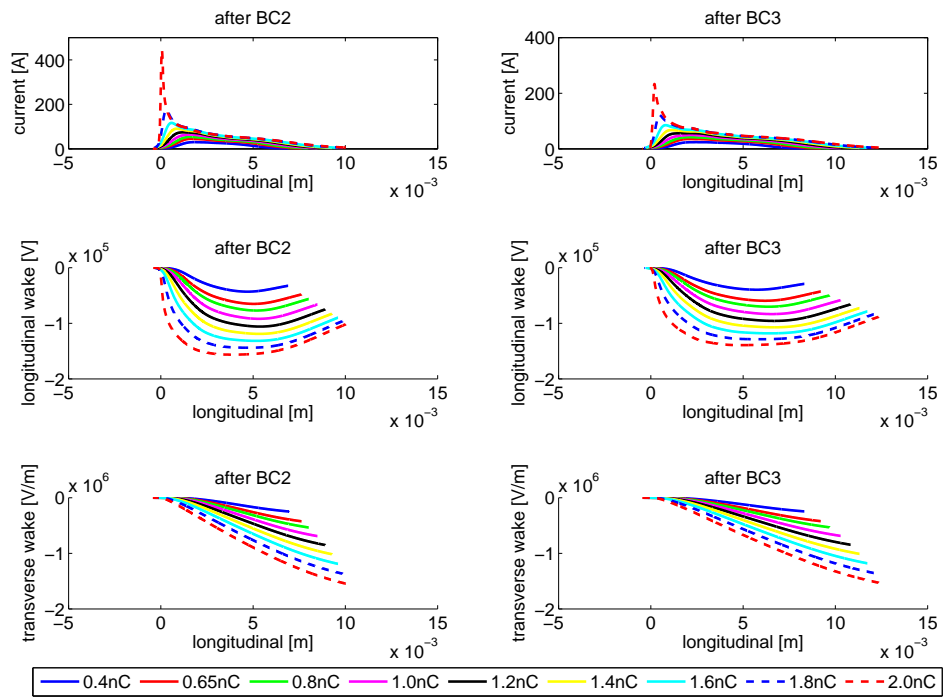 after BC2
after BC3
current [A]
400
200
0
−5
0
5
10
15
longitudinal [m]
x 10−3
current [A]
400
200
0
−5
0
5
10
15
longitudinal [m]
x 10−3
after BC2
after BC3
x 10 5
longitudinal wake [V]
0
−1
−2
−5
0
5
10
15
longitudinal [m]
x 10−3
x 10 5
longitudinal wake [V]
0
−1
−2
−5
0
5
10
15
longitudinal [m]
x 10−3
after BC2
after BC3
x 10 6
transverse wake [V/m]
0
−1
−2
−5
0
5
10
15
longitudinal [m]
x 10−3
x 10 6
transverse wake [V/m]
0
−1
−2
−5
0
5
10
15
longitudinal [m]
x 10−3
0.4nC 0.65nC 0.8nC 1.0nC 1.2nC 1.4nC 1.6nC 1.8nC 2.0nC